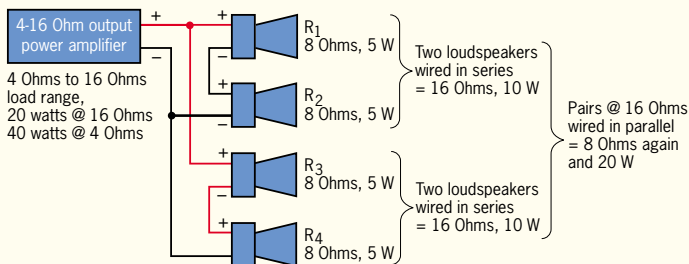 4-16 Ohm output
power amplifier
+
−
4 Ohms to 16 Ohms
load range,
20 watts @ 16 Ohms
40 watts @ 4 Ohms
+
−
R1
8 Ohms, 5 W
+
−
R2
8 Ohms, 5 W
+
−
R3
8 Ohms, 5 W
+
R4
8 Ohms, 5 W
Two loudspeakers
wired in series
= 16 Ohms, 10 W
Two loudspeakers
wired in series
= 16 Ohms, 10 W
Pairs @ 16 Ohms
wired in parallel
= 8 Ohms again
and 20 W